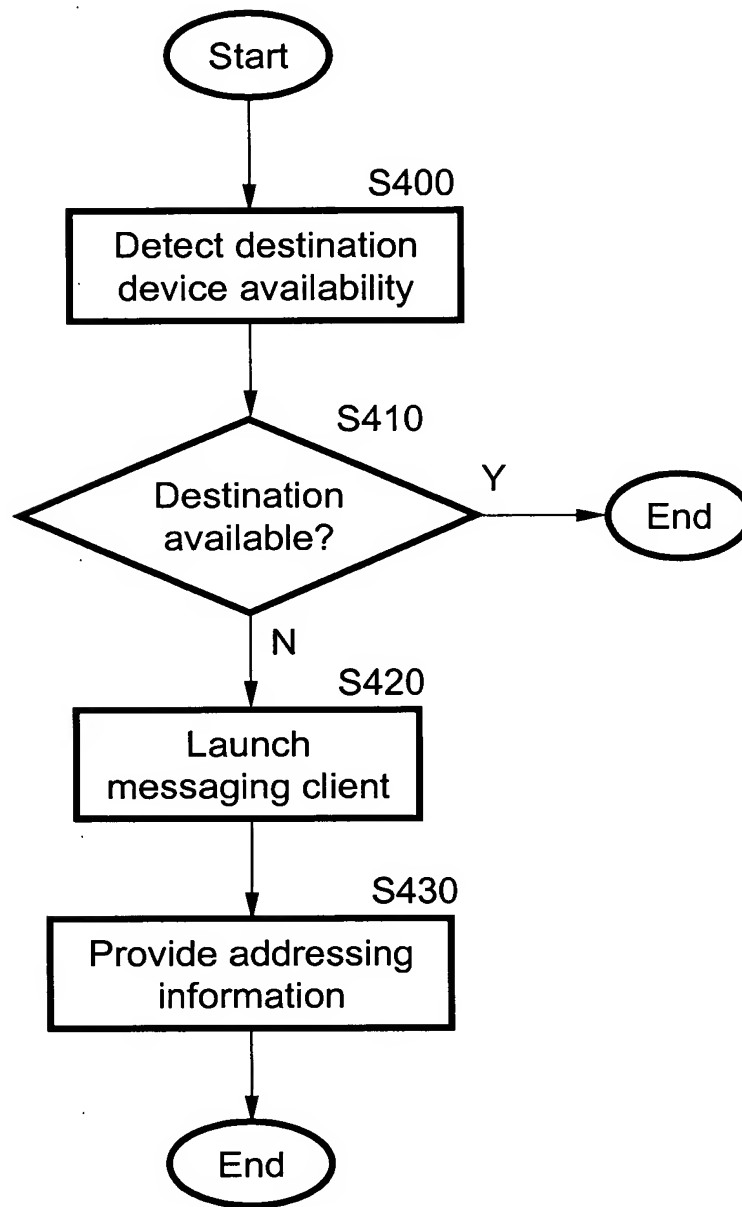 Start
S400
Detect destination
device availability
S410
Destination
available?
Y
End
N
S420
Launch
messaging client
S430
Provide addressing
information
End